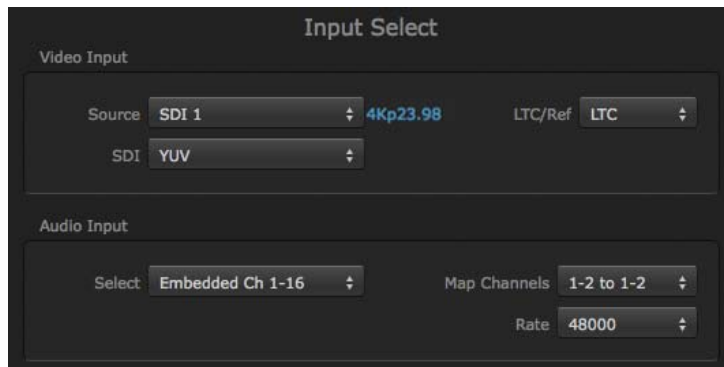 Input Select
Video Input
Source SDI 1 4Kp23.98 LTC/Ref LTC
SDI YUV
Audio Input
Select Embedded Ch 1-16 Map Channels 1-2 to 1-2
Rate 48000